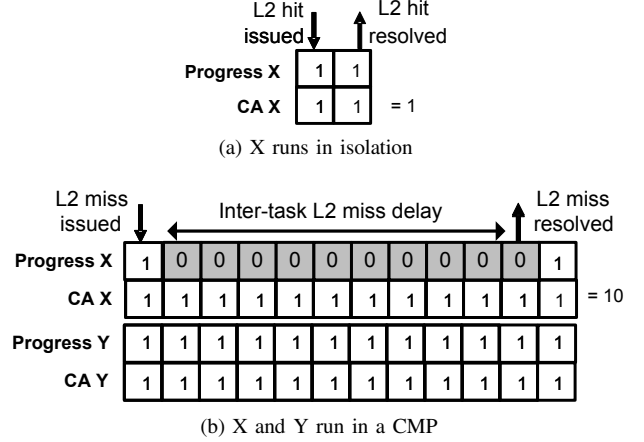 L2 hit issued L2 hit resolved
Progress X 1 1
CA X 1 1 = 1
(a) X runs in isolation
L2 miss issued Inter-task L2 miss delay L2 miss resolved
Progress X 1 0 0 0 0 0 0 0 0 0 0 1
CA X 1 1 1 1 1 1 1 1 1 1 1 1 = 10
Progress Y 1 1 1 1 1 1 1 1 1 1 1 1
CA Y 1 1 1 1 1 1 1 1 1 1 1 1
(b) X and Y run in a CMP